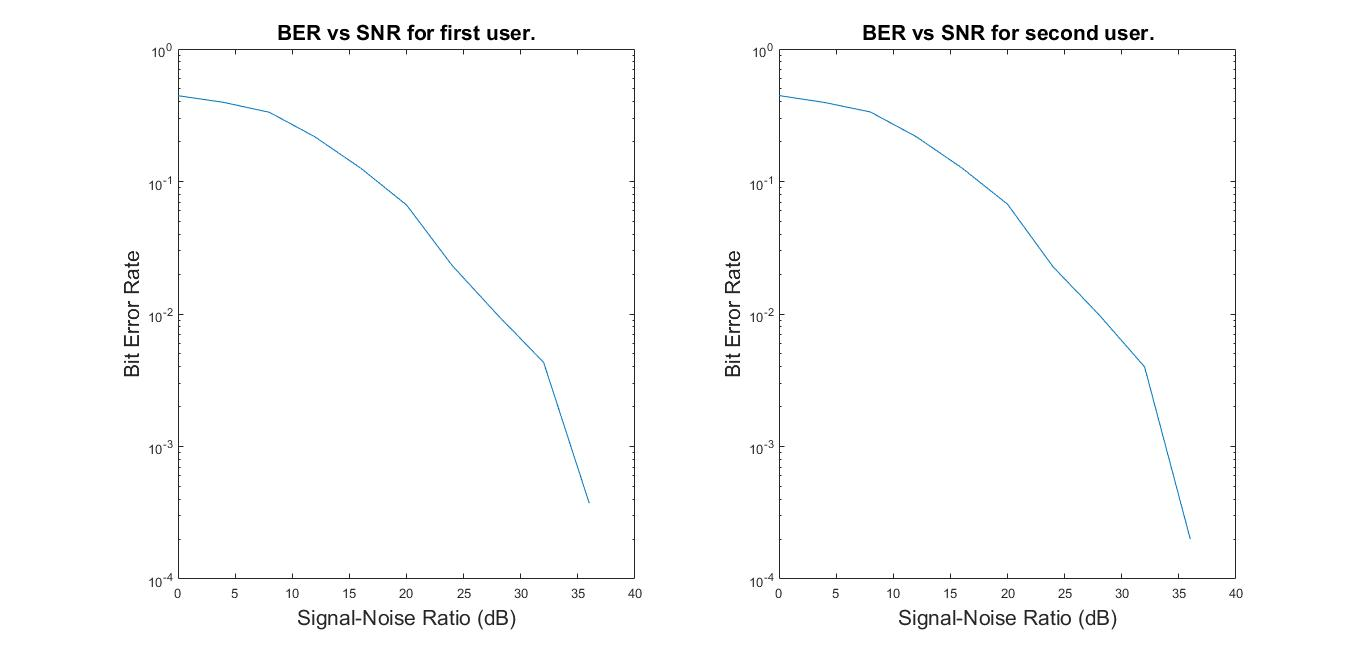 BER vs SNR for first user.
10^0
10^-1
10^-2
10^-3
10^-4
Bit Error Rate
0 5 10 15 20 25 30 35 40
Signal-Noise Ratio (dB)
BER vs SNR for second user.
10^0
10^-1
10^-2
10^-3
10^-4
Bit Error Rate
0 5 10 15 20 25 30 35 40
Signal-Noise Ratio (dB)